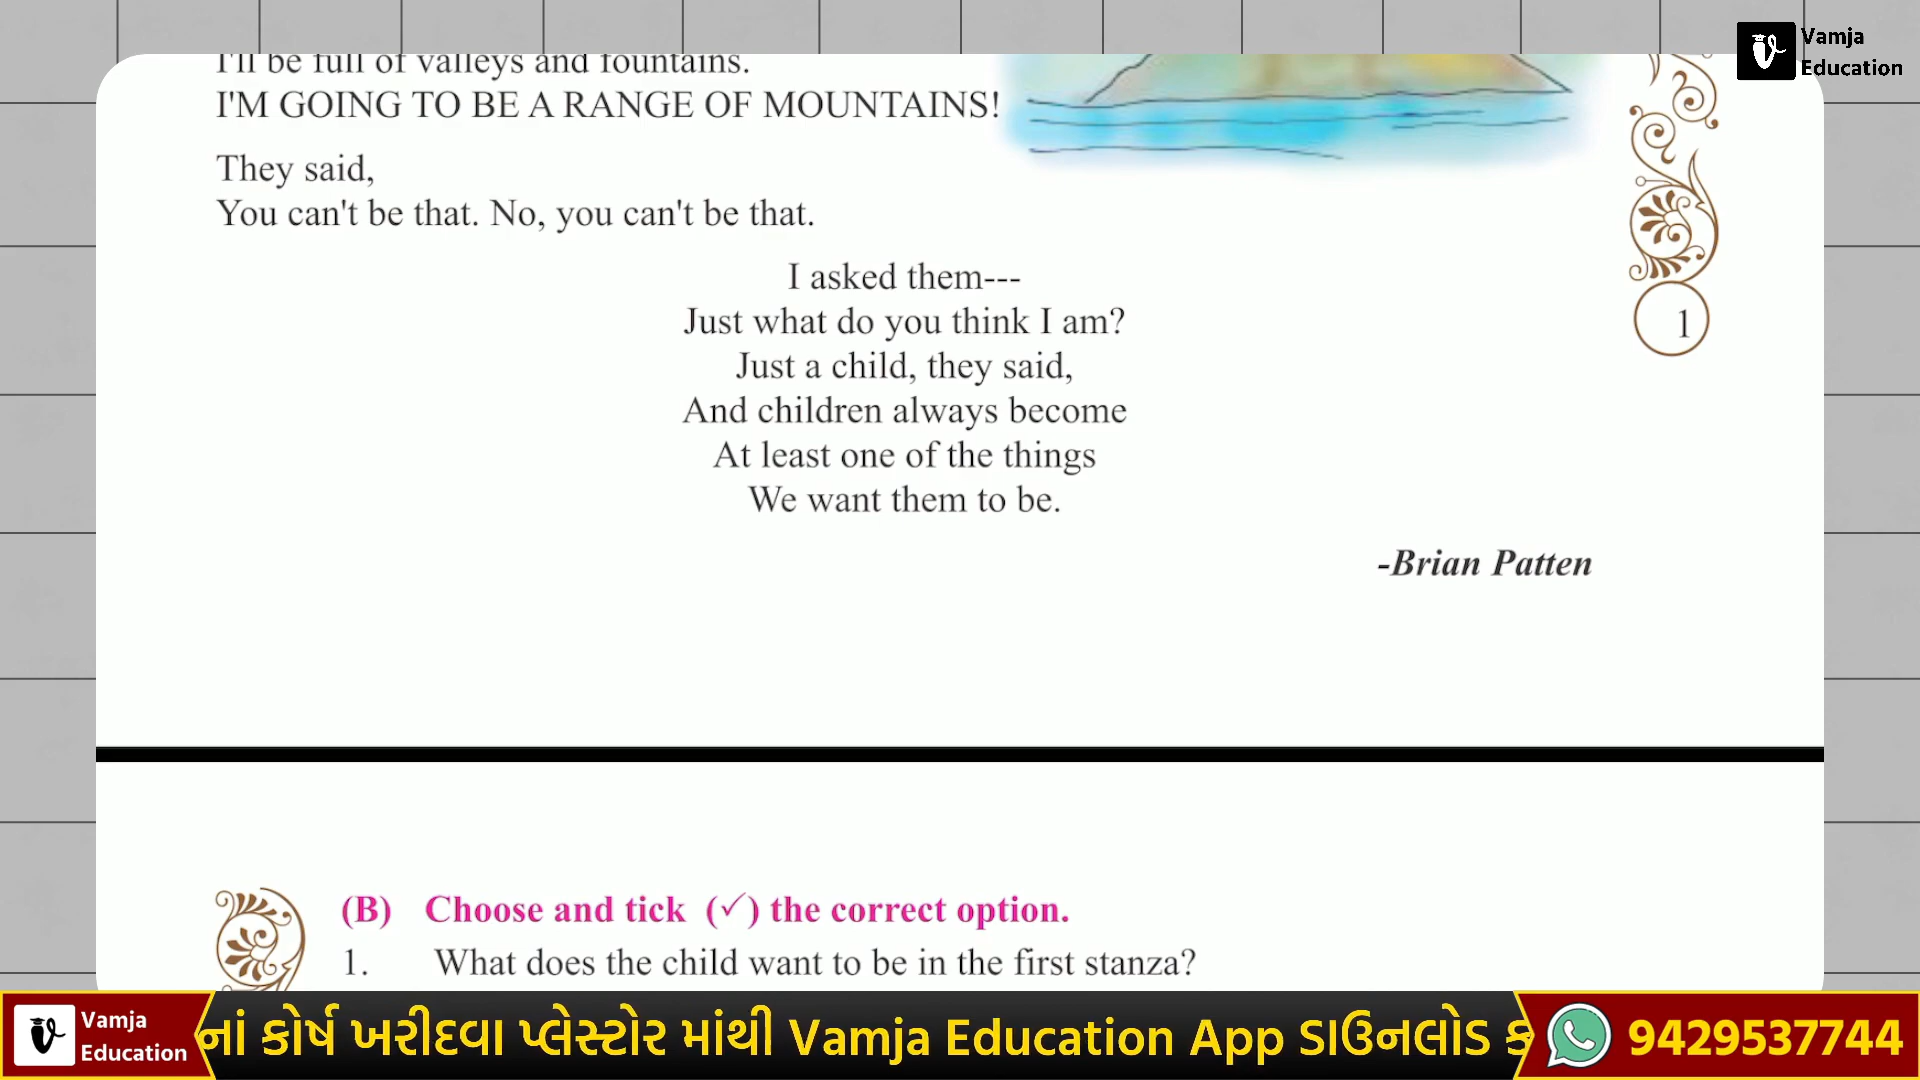 Vamja
Education
I'll be full of valleys and fountains.
I'M GOING TO BE A RANGE OF MOUNTAINS!
They said,
You can't be that. No, you can't be that.
I asked them---
Just what do you think I am?
Just a child, they said,
And children always become
At least one of the things
We want them to be.
1
-Brian Patten
(B) Choose and tick (✓) the correct option.
1. What does the child want to be in the first stanza?
Vamja
Education
નાં કોર્ષ ખરીદવા પ્લેસ્ટોર માંથી Vamja Education App ડાઉનલોડ ક
9429537744